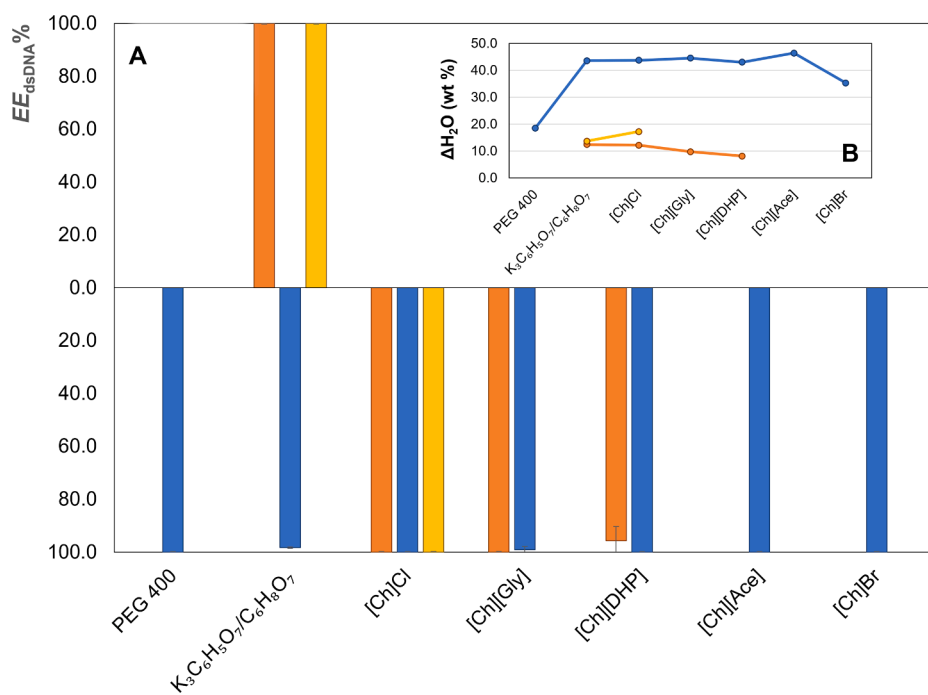 100.0
80.0
60.0
40.0
20.0
0.0
20.0
40.0
60.0
80.0
100.0
EE dsDNA %
A
PEG 400
K₃C₆H₅O₇/C₆H₈O₇
[Ch]Cl
[Ch][Gly]
[Ch][DHP]
[Ch][Ace]
[Ch]Br
50.0
40.0
30.0
20.0
10.0
0.0
ΔH₂O (wt %)
B
PEG 400
K₃C₆H₅O₇/C₆H₈O₇
[Ch]Cl
[Ch][Gly]
[Ch][DHP]
[Ch][Ace]
[Ch]Br